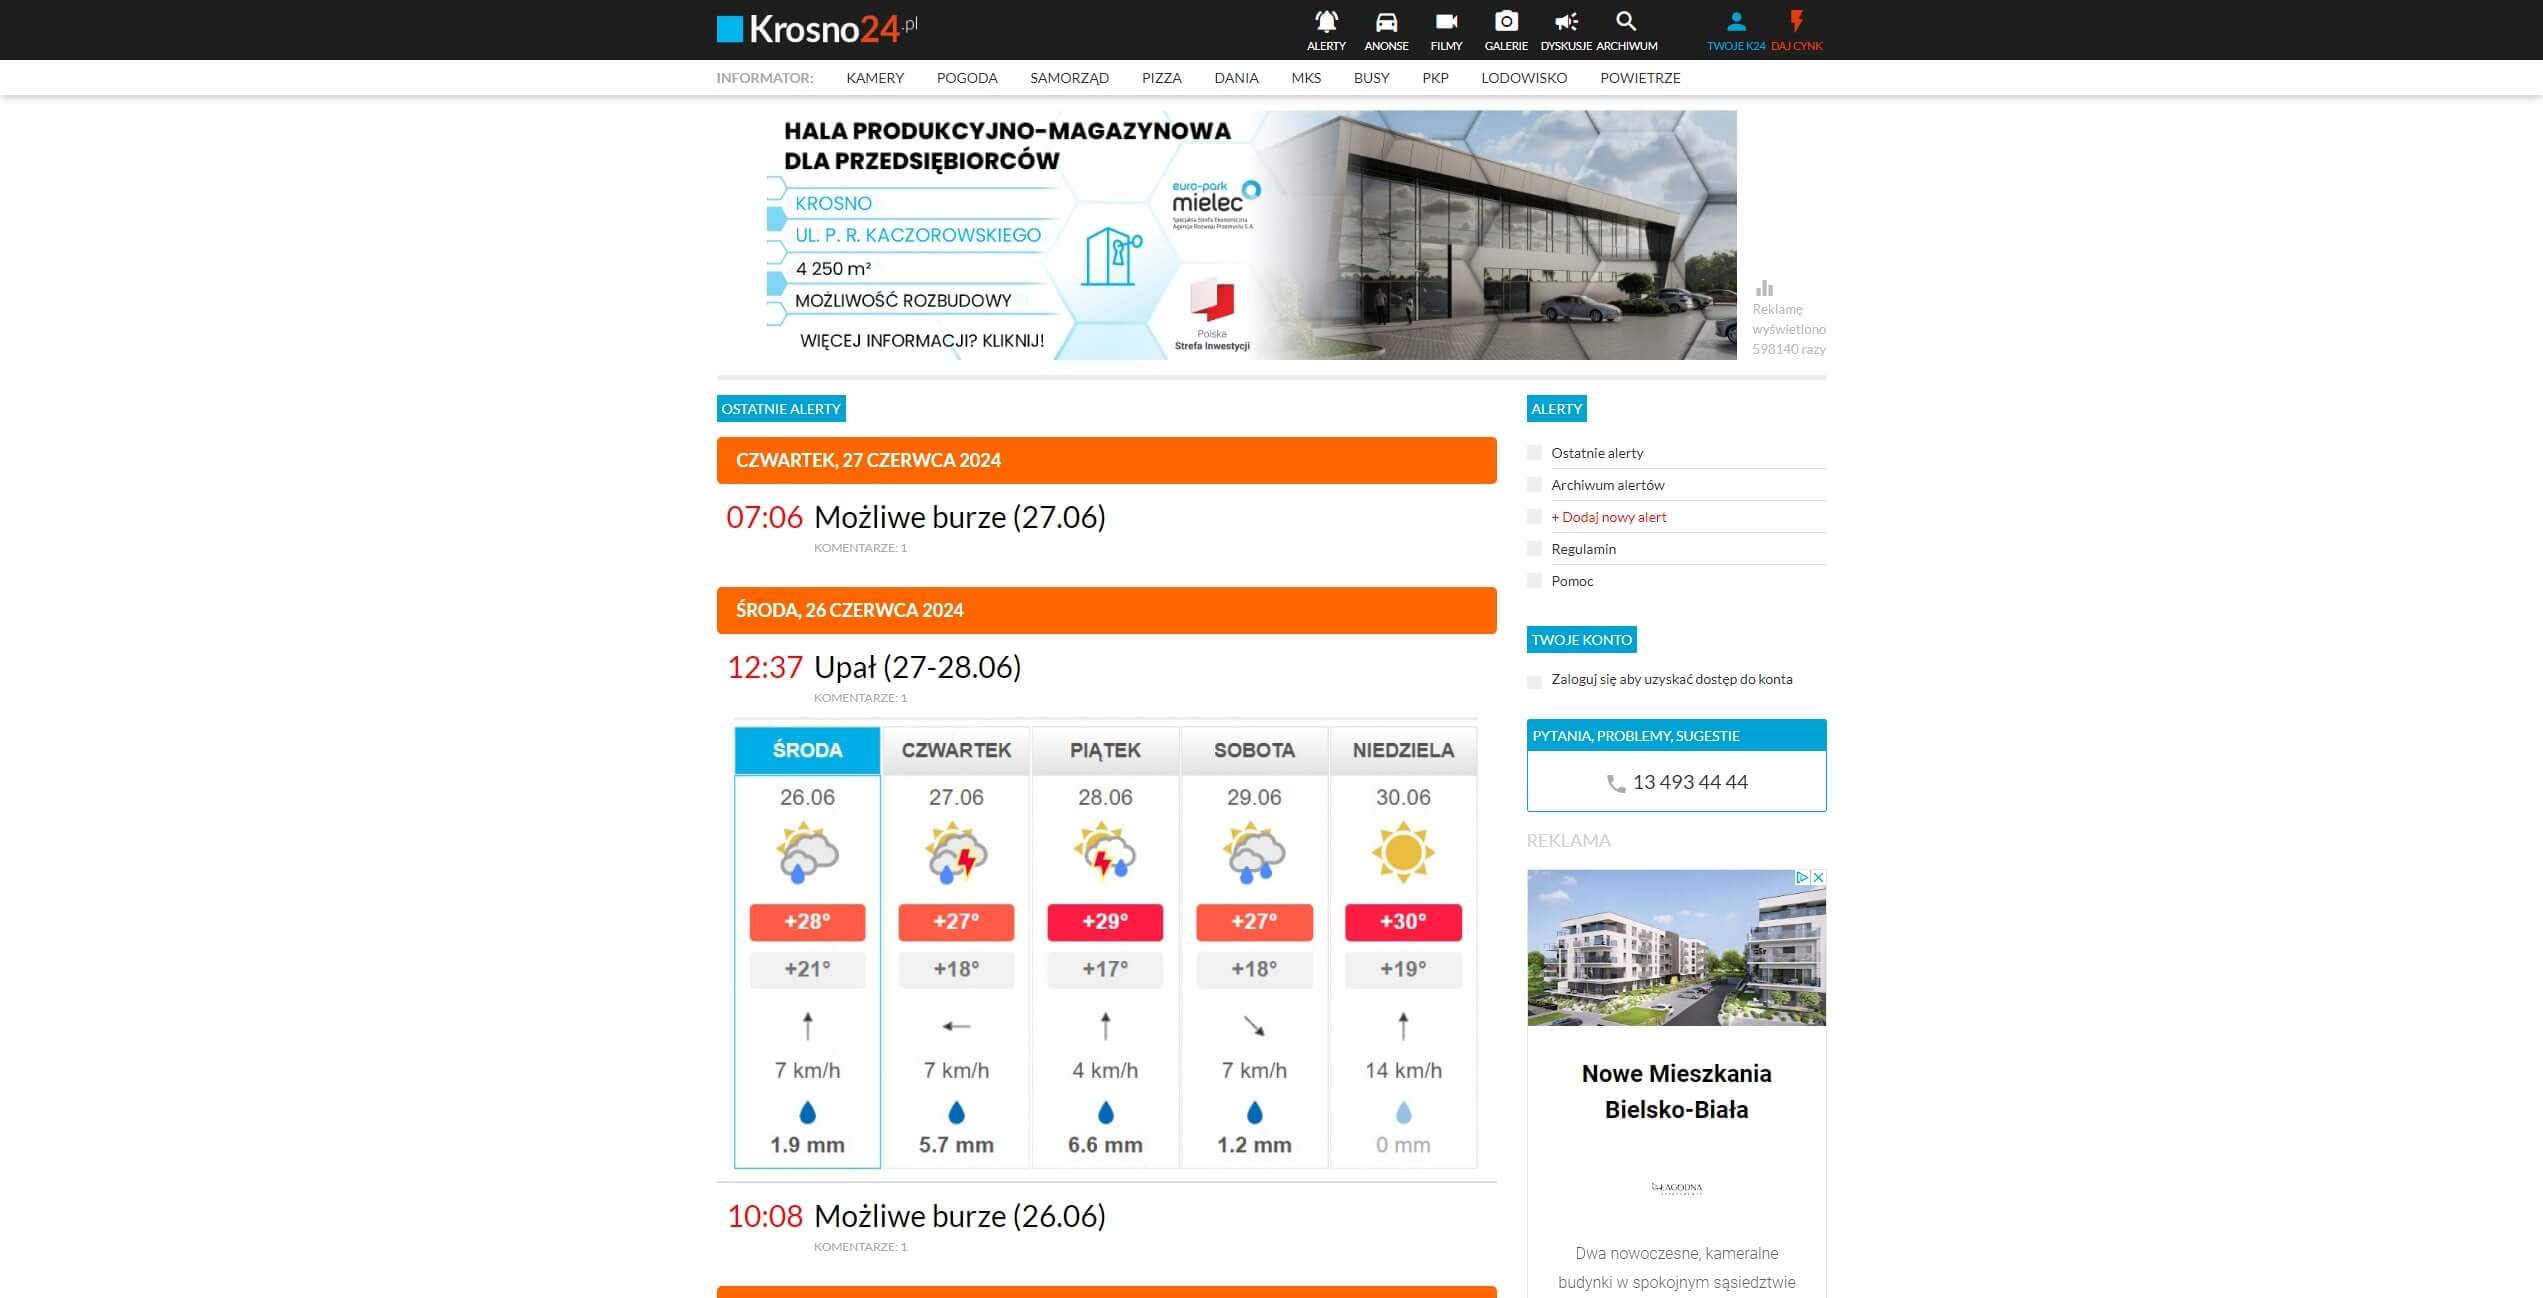 Krosno24.pl
ALERTY ANONSE FILMY GALERIE DYSKUSJE ARCHIWUM TWOJE K24 DAJ CYNK
INFORMATOR: KAMERY POGODA SAMORZĄD PIZZA DANIA MKS BUSY PKP LODOWISKO POWIETRZE
HALA PRODUKCYJNO-MAGAZYNOWA
DLA PRZEDSIĘBIORCÓW
KROSNO
UL. P. R. KACZOROWSKIEGO
4 250 m²
MOŻLIWOŚĆ ROZBUDOWY
WIĘCEJ INFORMACJI? KLIKNIJ!
euro-park
mielec
Specjalna Strefa Ekonomiczna
Agencja Rozwoju Przemysłu S.A.
Polska
Strefa Inwestycji
Reklamę
wyświetlono
598140 razy
OSTATNIE ALERTY
CZWARTEK, 27 CZERWCA 2024
07:06 Możliwe burze (27.06)
KOMENTARZE: 1
ŚRODA, 26 CZERWCA 2024
12:37 Upał (27-28.06)
KOMENTARZE: 1
ŚRODA CZWARTEK PIĄTEK SOBOTA NIEDZIELA
26.06 27.06 28.06 29.06 30.06
+28° +27° +29° +27° +30°
+21° +18° +17° +18° +19°
7 km/h 7 km/h 4 km/h 7 km/h 14 km/h
1.9 mm 5.7 mm 6.6 mm 1.2 mm 0 mm
10:08 Możliwe burze (26.06)
KOMENTARZE: 1
ALERTY
Ostatnie alerty
Archiwum alertów
+ Dodaj nowy alert
Regulamin
Pomoc
TWOJE KONTO
Zaloguj się aby uzyskać dostęp do konta
PYTANIA, PROBLEMY, SUGESTIE
13 493 44 44
REKLAMA
Nowe Mieszkania
Bielsko-Biała
ŁAGODNA
Dwa nowoczesne, kameralne
budynki w spokojnym sąsiedztwie